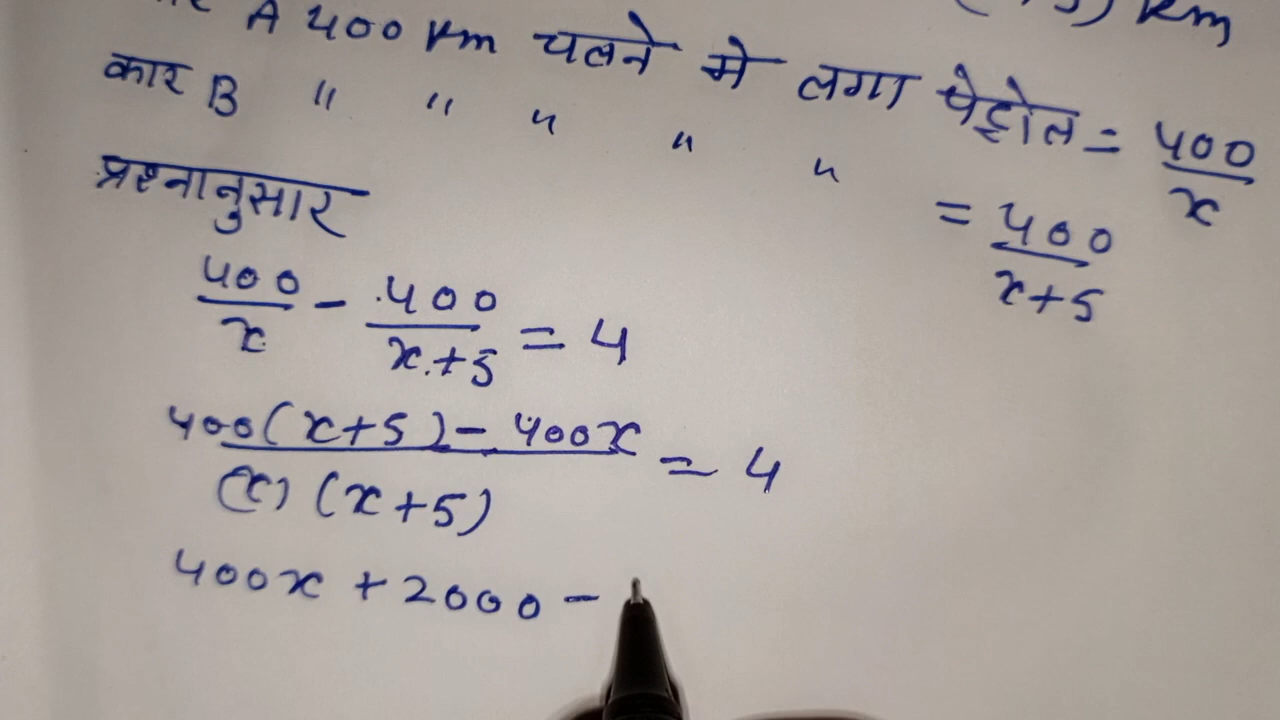 A 400 km चलने मे लगा पेट्रोल = 400/x
कार B " " " " " = 400/x+5
प्रश्नानुसार
400/x - 400/x+5 = 4
400(x+5) - 400x/(x)(x+5) = 4
400x + 2000 -